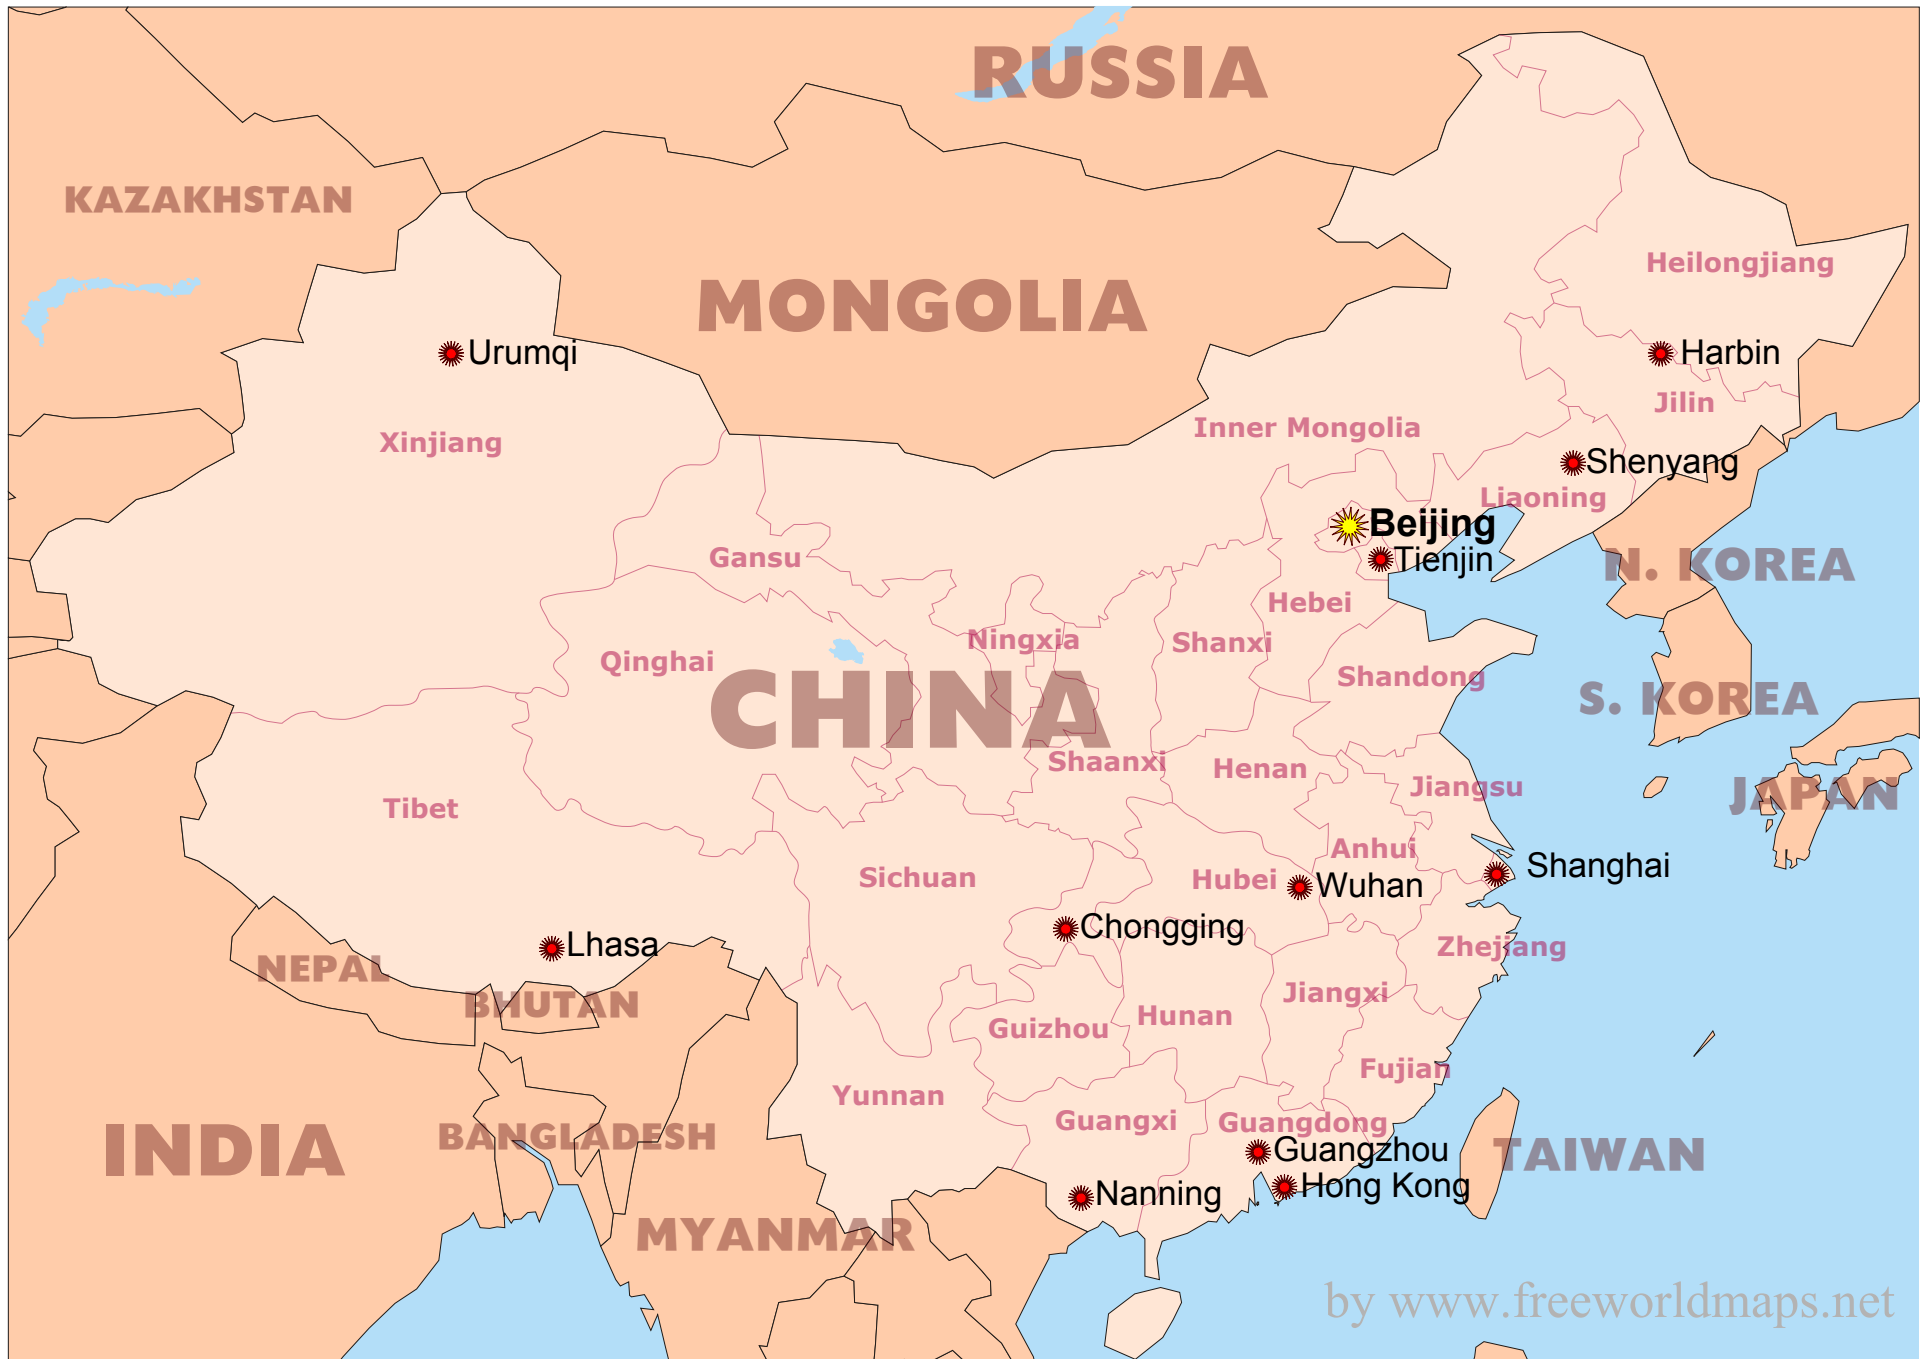 RUSSIA
KAZAKHSTAN
MONGOLIA
Heilongjiang
Urumqi
Harbin
Jilin
Inner Mongolia
Xinjiang
Shenyang
Liaoning
Beijing
Tienjin
Gansu
N. KOREA
Hebei
Ningxia
Shanxi
Qinghai
Shandong
CHINA
S. KOREA
Shaanxi
Henan
Jiangsu
JAPAN
Tibet
Anhui
Shanghai
Sichuan
Hubei
Wuhan
Chongging
Lhasa
Zhejiang
NEPAL
BHUTAN
Jiangxi
Guizhou
Hunan
Fujian
Yunnan
Guangxi
Guangdong
BANGLADESH
INDIA
Guangzhou
TAIWAN
Nanning
Hong Kong
MYANMAR
by www.freeworldmaps.net